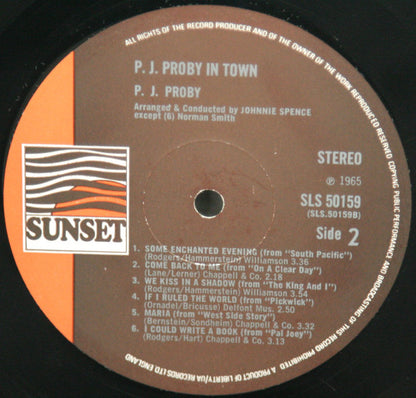 ALL RIGHTS OF THE RECORD PRODUCER AND OF THE OWNER OF THE WORK REPRODUCED RESERVED COPYING PUBLIC PERFORMANCE AND BROADCASTING OF THIS RECORD PROHIBITED
P. J. PROBY IN TOWN
P. J. PROBY
Arranged & Conducted by JOHNNIE SPENCE
except (6) Norman Smith
STEREO
℗ 1965
SLS 50159
(SLS.50159B)
Side 2
SUNSET
1. SOME ENCHANTED EVENING (from "South Pacific")
(Rodgers/Hammerstein) Williamson 3.36
2. COME BACK TO ME (from "On a Clear Day")
(Lane/Lerner) Chappell & Co. 2.18
3. WE KISS IN A SHADOW (from "The King And I")
(Rodgers/Hammerstein) Williamson 3.54
4. IF I RULED THE WORLD (from "Pickwick")
(Ornadel/Bricusse) Delfont Mus. 2.50
5. MARIA (from "West Side Story")
(Bernstein/Sondheim) Chappell & Co. 3.32
6. I COULD WRITE A BOOK (from "Pal Joey")
(Rodgers/Hart) Chappell & Co. 3.13
A PRODUCT OF LIBERTY/UA RECORDS LTD ENGLAND